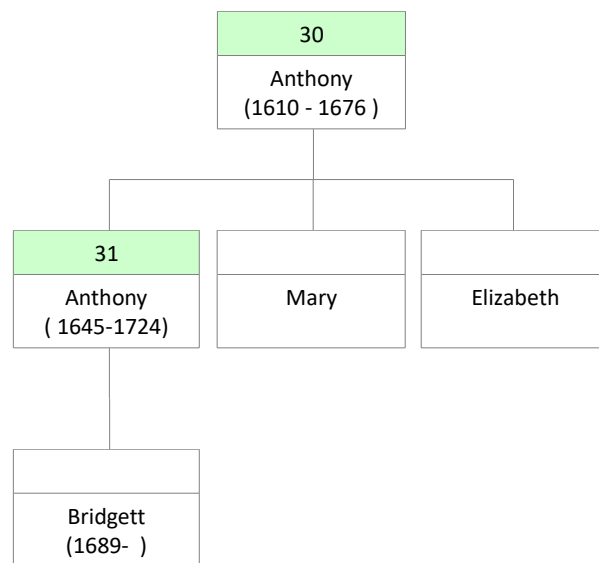 30
Anthony
(1610 - 1676 )
31
Anthony
( 1645-1724)
Mary
Elizabeth
Bridgett
(1689-  )